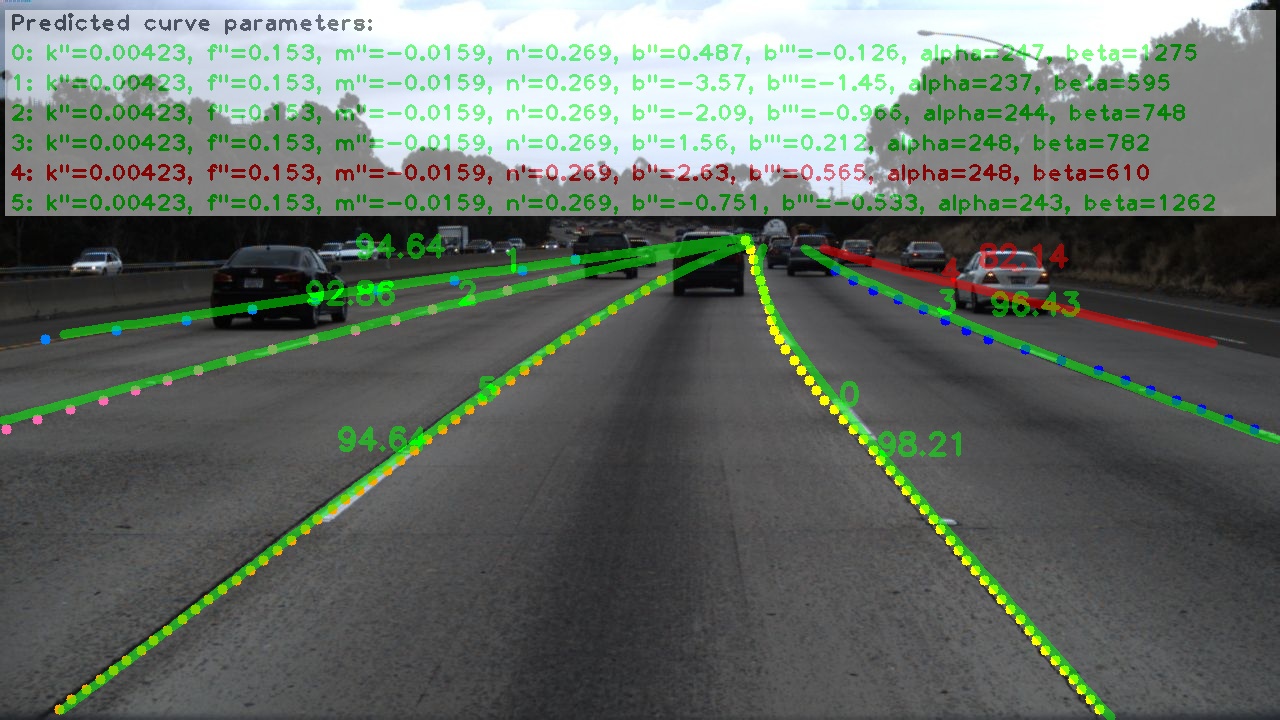 Predicted curve parameters:
0: k''=0.00423, f''=0.153, m''=−0.0159, n'=0.269, b''=0.487, b'''=−0.126, alpha=247, beta=1275
1: k''=0.00423, f''=0.153, m''=−0.0159, n'=0.269, b''=−3.57, b'''=−1.45, alpha=237, beta=595
2: k''=0.00423, f''=0.153, m''=−0.0159, n'=0.269, b''=−2.09, b'''=−0.966, alpha=244, beta=748
3: k''=0.00423, f''=0.153, m''=−0.0159, n'=0.269, b''=1.56, b'''=0.212, alpha=248, beta=782
4: k''=0.00423, f''=0.153, m''=−0.0159, n'=0.269, b''=2.63, b'''=0.565, alpha=248, beta=610
5: k''=0.00423, f''=0.153, m''=−0.0159, n'=0.269, b''=−0.751, b'''=−0.533, alpha=243, beta=1262
94.64
1
82.14
4
92.86
2
3
96.43
5
0
94.64
98.21